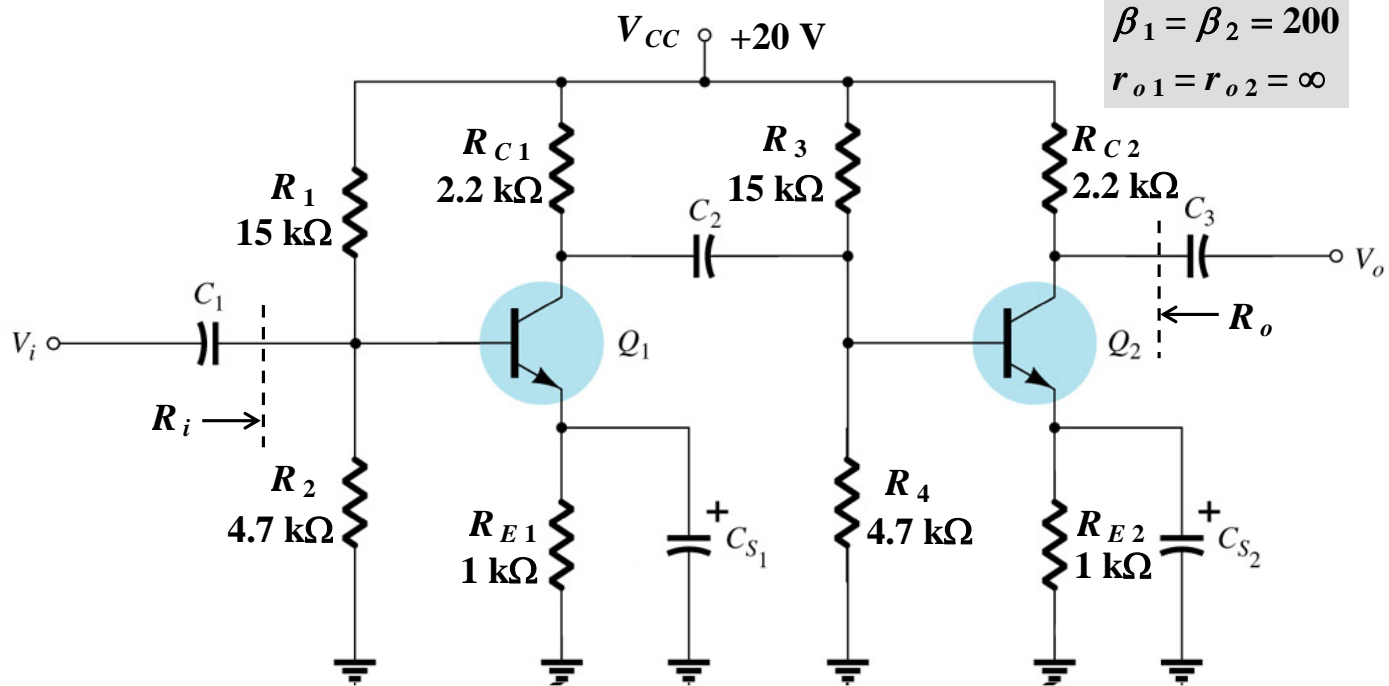 V_CC +20 V
β_1 = β_2 = 200
r_o1 = r_o2 = ∞
R_C1
2.2 kΩ
R_3
15 kΩ
R_C2
2.2 kΩ
R_1
15 kΩ
C_2
C_3
V_o
R_o
C_1
V_i
Q_1
Q_2
R_i
R_2
4.7 kΩ
R_E1
1 kΩ
+
C_S1
R_4
4.7 kΩ
R_E2
1 kΩ
+
C_S2